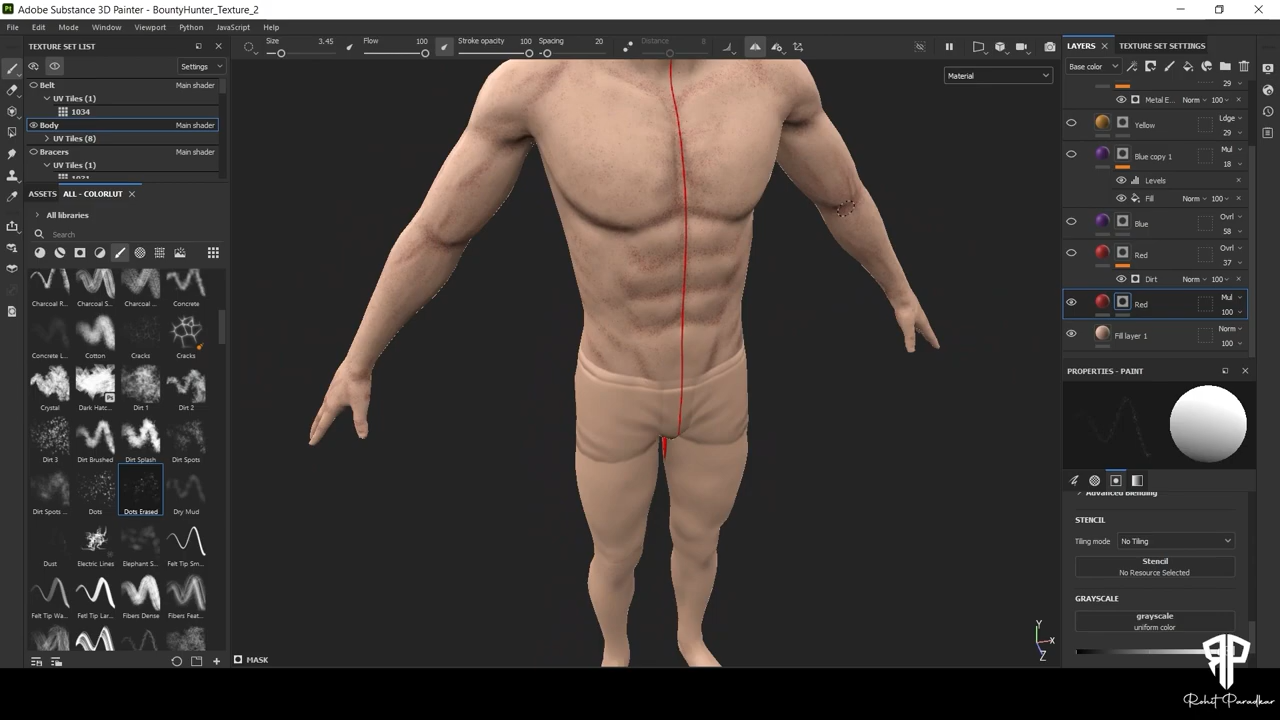 Adobe Substance 3D Painter - BountyHunter_Texture_2
File Edit Mode Window Viewport Python JavaScript Help
TEXTURE SET LIST
Size 3.45 Flow 100 Stroke opacity 100 Spacing 20 Distance 8
LAYERS TEXTURE SET SETTINGS
Settings
Base color
Material
Belt Main shader
UV Tiles (1)
1034
Body Main shader
UV Tiles (8)
Bracers Main shader
UV Tiles (1)
29
Metal E... Norm 100
Yellow Ldge
29
Blue copy 1 Mul
18
Levels
Fill Norm 100
Blue Ovrl
58
Red Ovrl
37
Dirt Norm 100
Red Mul
100
Fill layer 1 Norm
100
ASSETS ALL - COLORLUT
All libraries
Search
Charcoal R... Charcoal S... Charcoal ... Concrete
Concrete L... Cotton Cracks Cracks
Crystal Dark Hatc... Dirt 1 Dirt 2
Dirt 3 Dirt Brushed Dirt Splash Dirt Spots
Dirt Spots ... Dots Dots Erased Dry Mud
Dust Electric Lines Elephant S... Felt Tip Sm...
Felt Tip Wa... Felt Tip Lar... Fibers Dense Fibers Feat...
PROPERTIES - PAINT
Advanced blending
STENCIL
Tiling mode No Tiling
Stencil
No Resource Selected
GRAYSCALE
grayscale
uniform color
MASK
Y
X
Z
RP
Rohit Paradkar